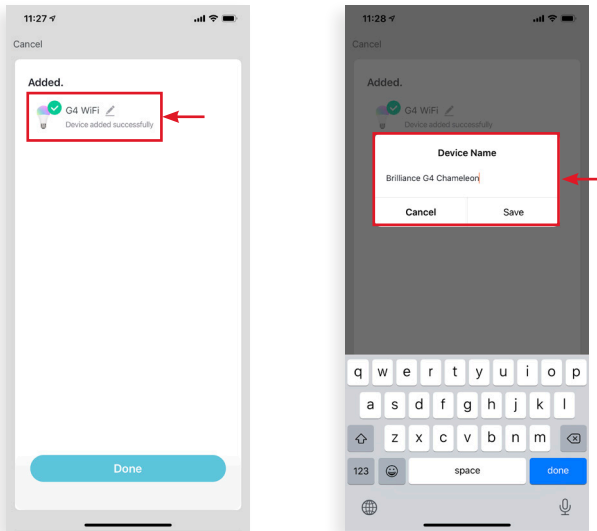 11:27
Cancel
Added.
G4 WiFi
Device added successfully
Done
11:28
Cancel
Added.
G4 WiFi
Device added successfully
Device Name
Brilliance G4 Chameleon
Cancel
Save
q w e r t y u i o p
a s d f g h j k l
z x c v b n m
123
space
done